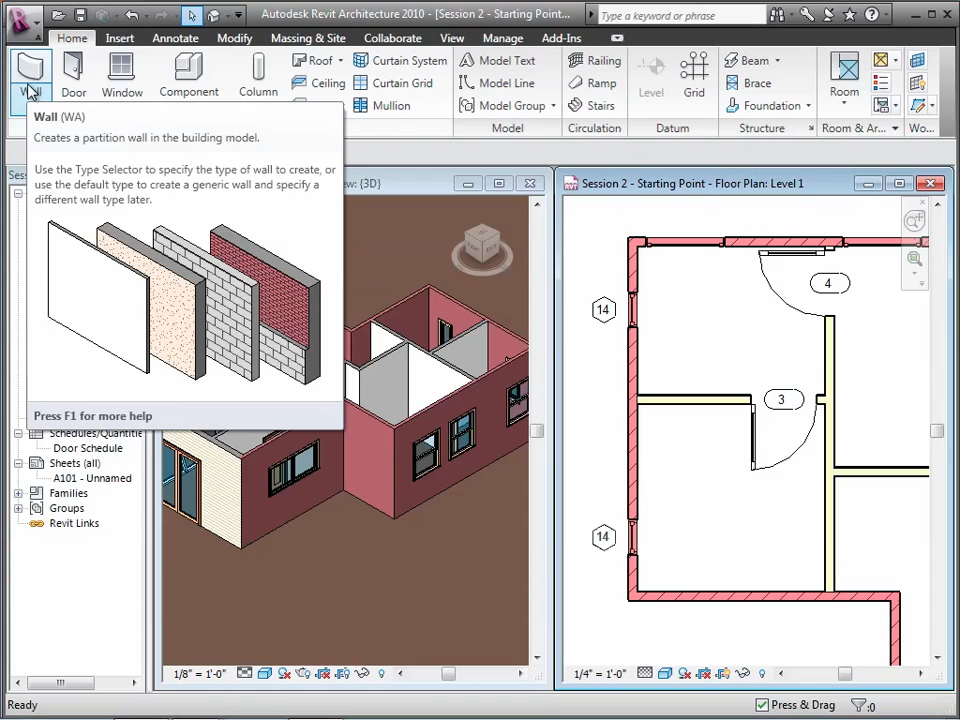 Autodesk Revit Architecture 2010 - [Session 2 - Starting Point...
Type a keyword or phrase
Home Insert Annotate Modify Massing & Site Collaborate View Manage Add-Ins
Roof
Curtain System
Model Text
Railing
Beam
Ceiling
Curtain Grid
Model Line
Ramp
Brace
Wall
Door
Window
Component
Column
Level
Grid
Room
Mullion
Model Group
Stairs
Foundation
Model
Circulation
Datum
Structure
Room & Ar...
Wo...
Wall (WA)
Creates a partition wall in the building model.
Use the Type Selector to specify the type of wall to create, or
use the default type to create a generic wall and specify a
different wall type later.
Press F1 for more help
{3D}
Session 2 - Starting Point - Floor Plan: Level 1
4
14
3
14
Schedules/Quantitie
Door Schedule
Sheets (all)
A101 - Unnamed
Families
Groups
Revit Links
1/8" = 1'-0"
1/4" = 1'-0"
Ready
Press & Drag
:0